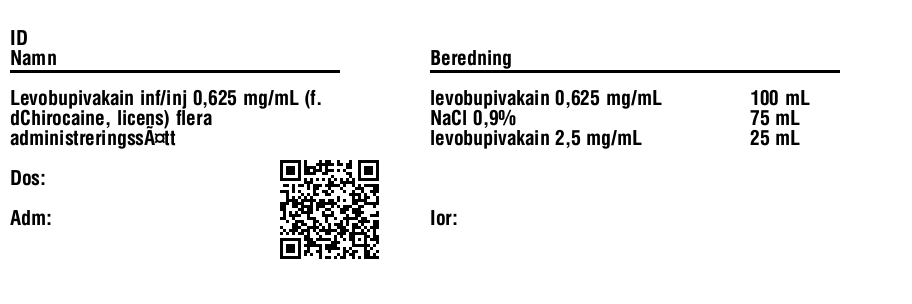 ID
Namn
Beredning
Levobupivakain inf/inj 0,625 mg/mL (f.
dChirocaine, licens) flera
administreringssÃ¤tt
levobupivakain 0,625 mg/mL 100 mL
NaCl 0,9% 75 mL
levobupivakain 2,5 mg/mL 25 mL
Dos:
Adm:
Ior: